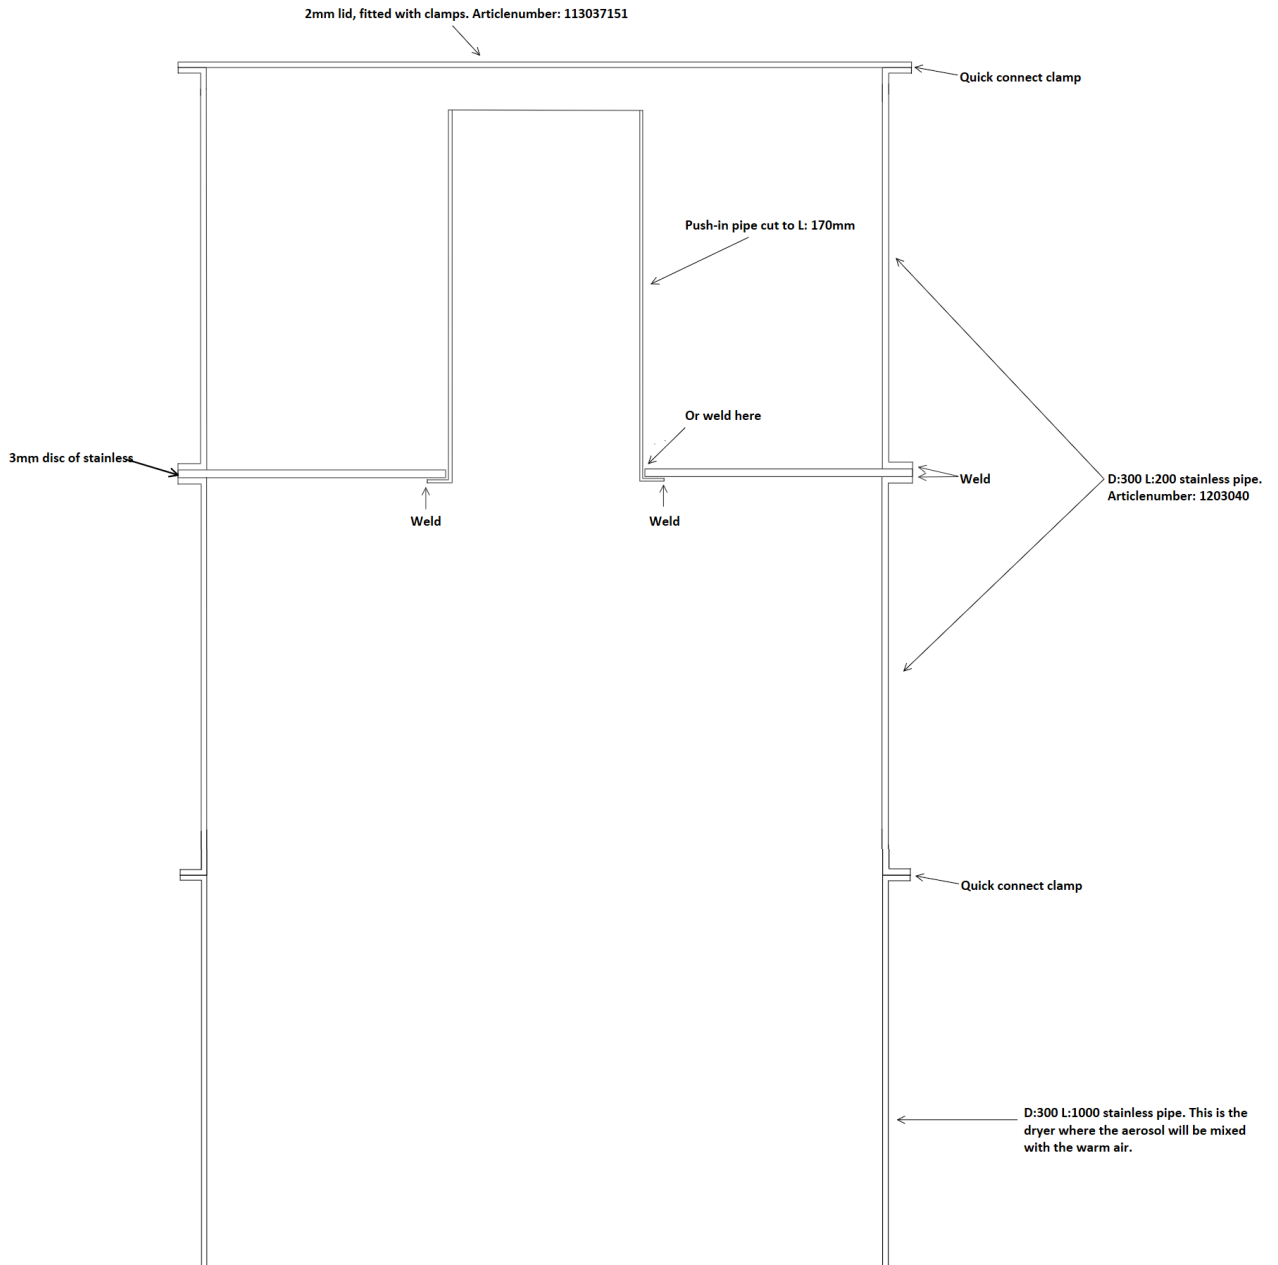 2mm lid, fitted with clamps. Articlenumber: 113037151
Quick connect clamp
Push-in pipe cut to L: 170mm
Or weld here
3mm disc of stainless
Weld
D:300 L:200 stainless pipe.
Articlenumber: 1203040
Weld
Weld
Quick connect clamp
D:300 L:1000 stainless pipe. This is the
dryer where the aerosol will be mixed
with the warm air.